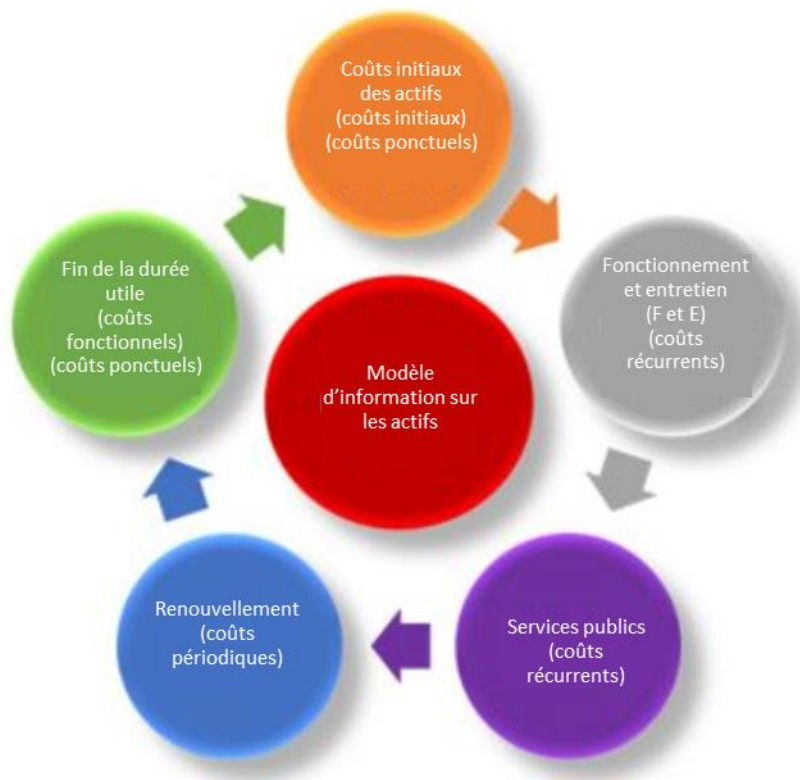 Coûts initiaux
des actifs
(coûts initiaux)
(coûts ponctuels)
Fonctionnement
et entretien
(F et E)
(coûts
récurrents)
Services publics
(coûts
récurrents)
Renouvellement
(coûts
périodiques)
Fin de la durée
utile
(coûts
fonctionnels)
(coûts ponctuels)
Modèle
d’information sur
les actifs